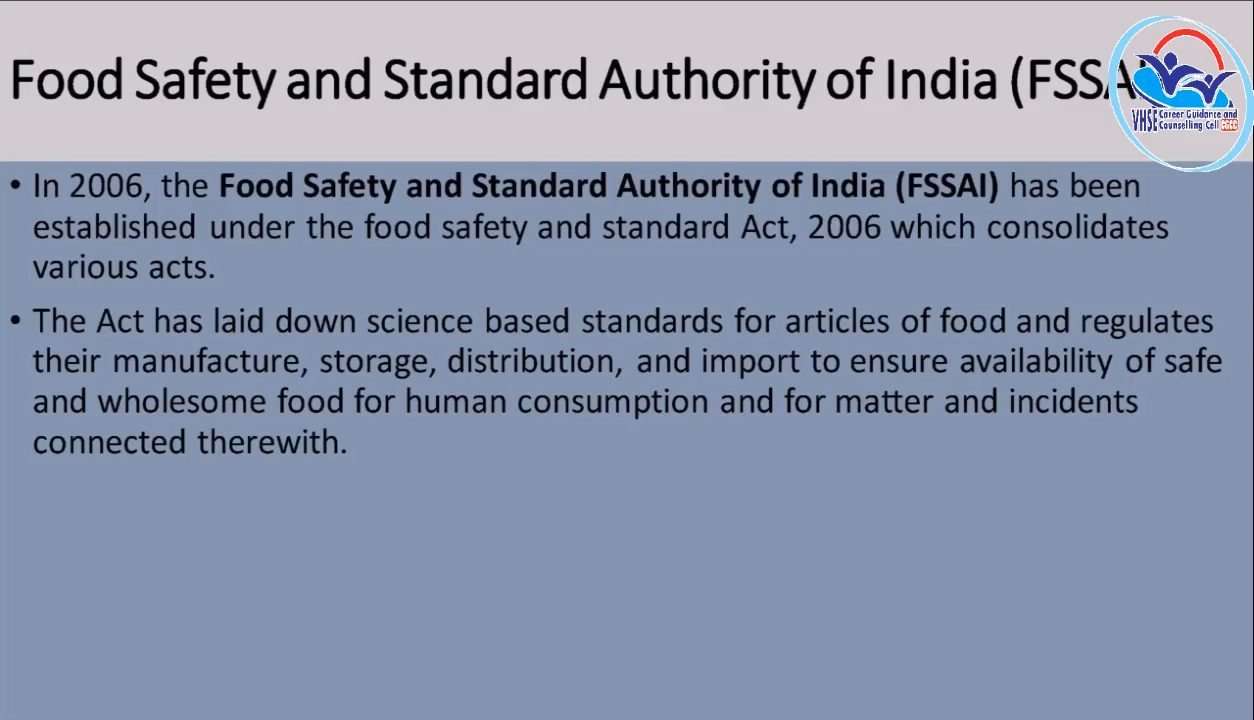 Food Safety and Standard Authority of India (FSSA
VHSE Career Guidance and
Counselling Cell CGCC
• In 2006, the Food Safety and Standard Authority of India (FSSAI) has been
established under the food safety and standard Act, 2006 which consolidates
various acts.
• The Act has laid down science based standards for articles of food and regulates
their manufacture, storage, distribution, and import to ensure availability of safe
and wholesome food for human consumption and for matter and incidents
connected therewith.